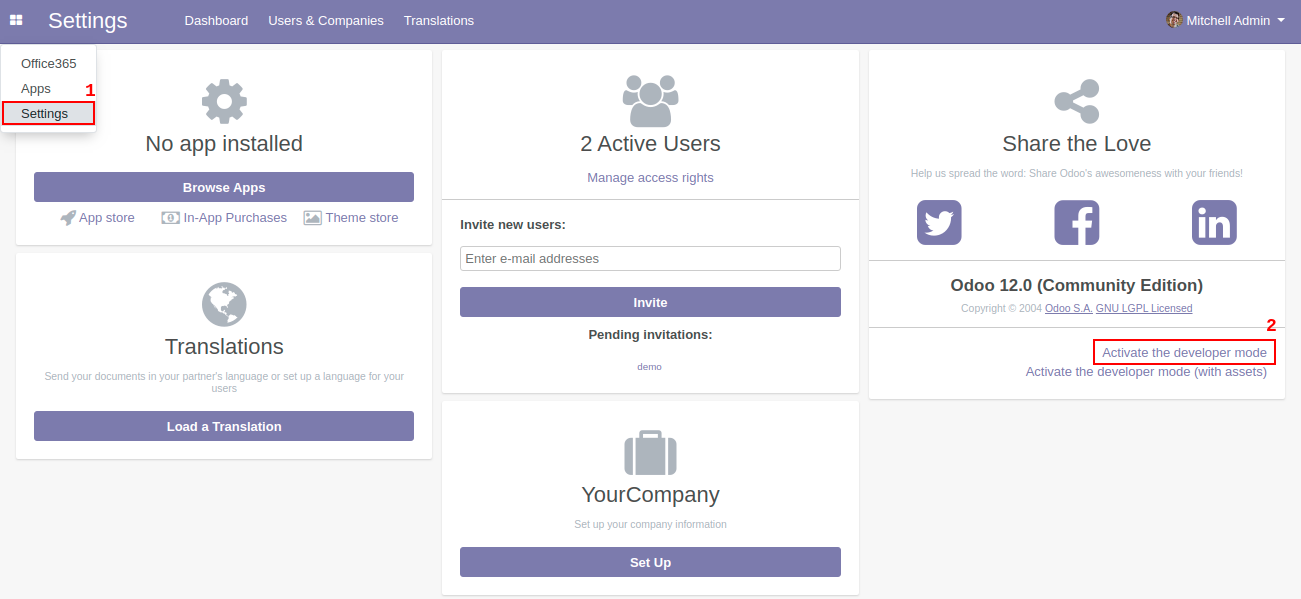 Settings
Dashboard
Users & Companies
Translations
Mitchell Admin
Office365
Apps
1
Settings
No app installed
Browse Apps
App store
In-App Purchases
Theme store
Translations
Send your documents in your partner's language or set up a language for your
users
Load a Translation
2 Active Users
Manage access rights
Invite new users:
Enter e-mail addresses
Invite
Pending invitations:
demo
YourCompany
Set up your company information
Set Up
Share the Love
Help us spread the word: Share Odoo's awesomeness with your friends!
Odoo 12.0 (Community Edition)
Copyright © 2004 Odoo S.A. GNU LGPL Licensed
2
Activate the developer mode
Activate the developer mode (with assets)